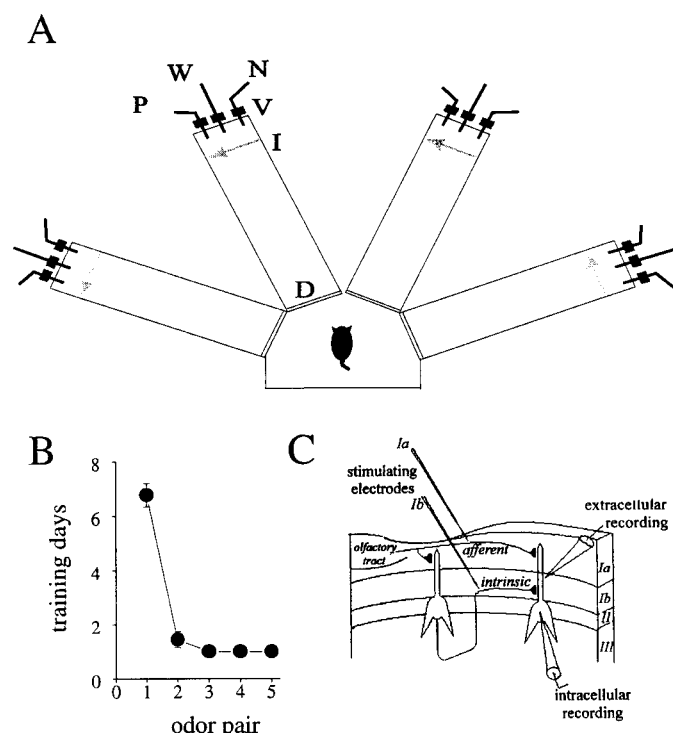 A
W
N
P
V
I
D
B
8
6
4
2
0
0 1 2 3 4 5
training days
odor pair
C
Ia
stimulating
electrodes
Ib
extracellular
recording
olfactory
tract
afferent
intrinsic
Ia
Ib
II
III
intracellular
recording